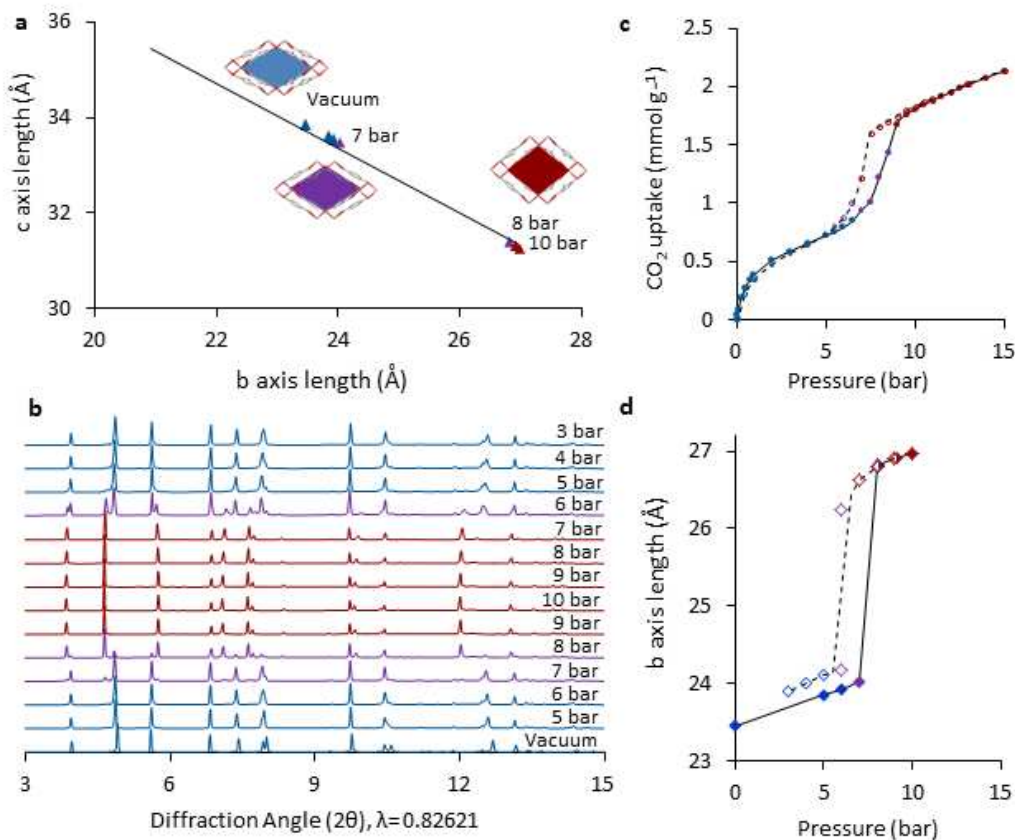 a
36
34
32
30
c axis length (Å)
Vacuum
7 bar
8 bar
10 bar
20 22 24 26 28
b axis length (Å)
b
3 bar
4 bar
5 bar
6 bar
7 bar
8 bar
9 bar
10 bar
9 bar
8 bar
7 bar
6 bar
5 bar
Vacuum
3 6 9 12 15
Diffraction Angle (2θ), λ= 0.82621
c
2.5
2
1.5
1
0.5
0
CO₂ uptake (mmol g⁻¹)
0 5 10 15
Pressure (bar)
d
27
26
25
24
23
b axis length (Å)
0 5 10 15
Pressure (bar)